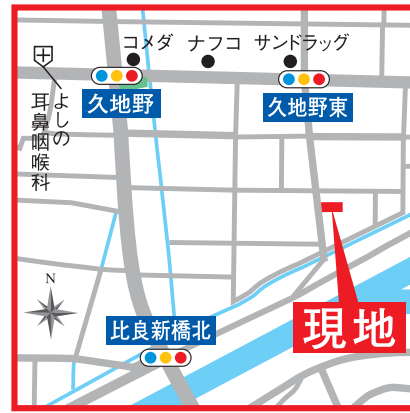 コメダ
ナフコ
サンドラッグ
久地野
久地野東
よしの
耳鼻咽喉科
N
現地
比良新橋北